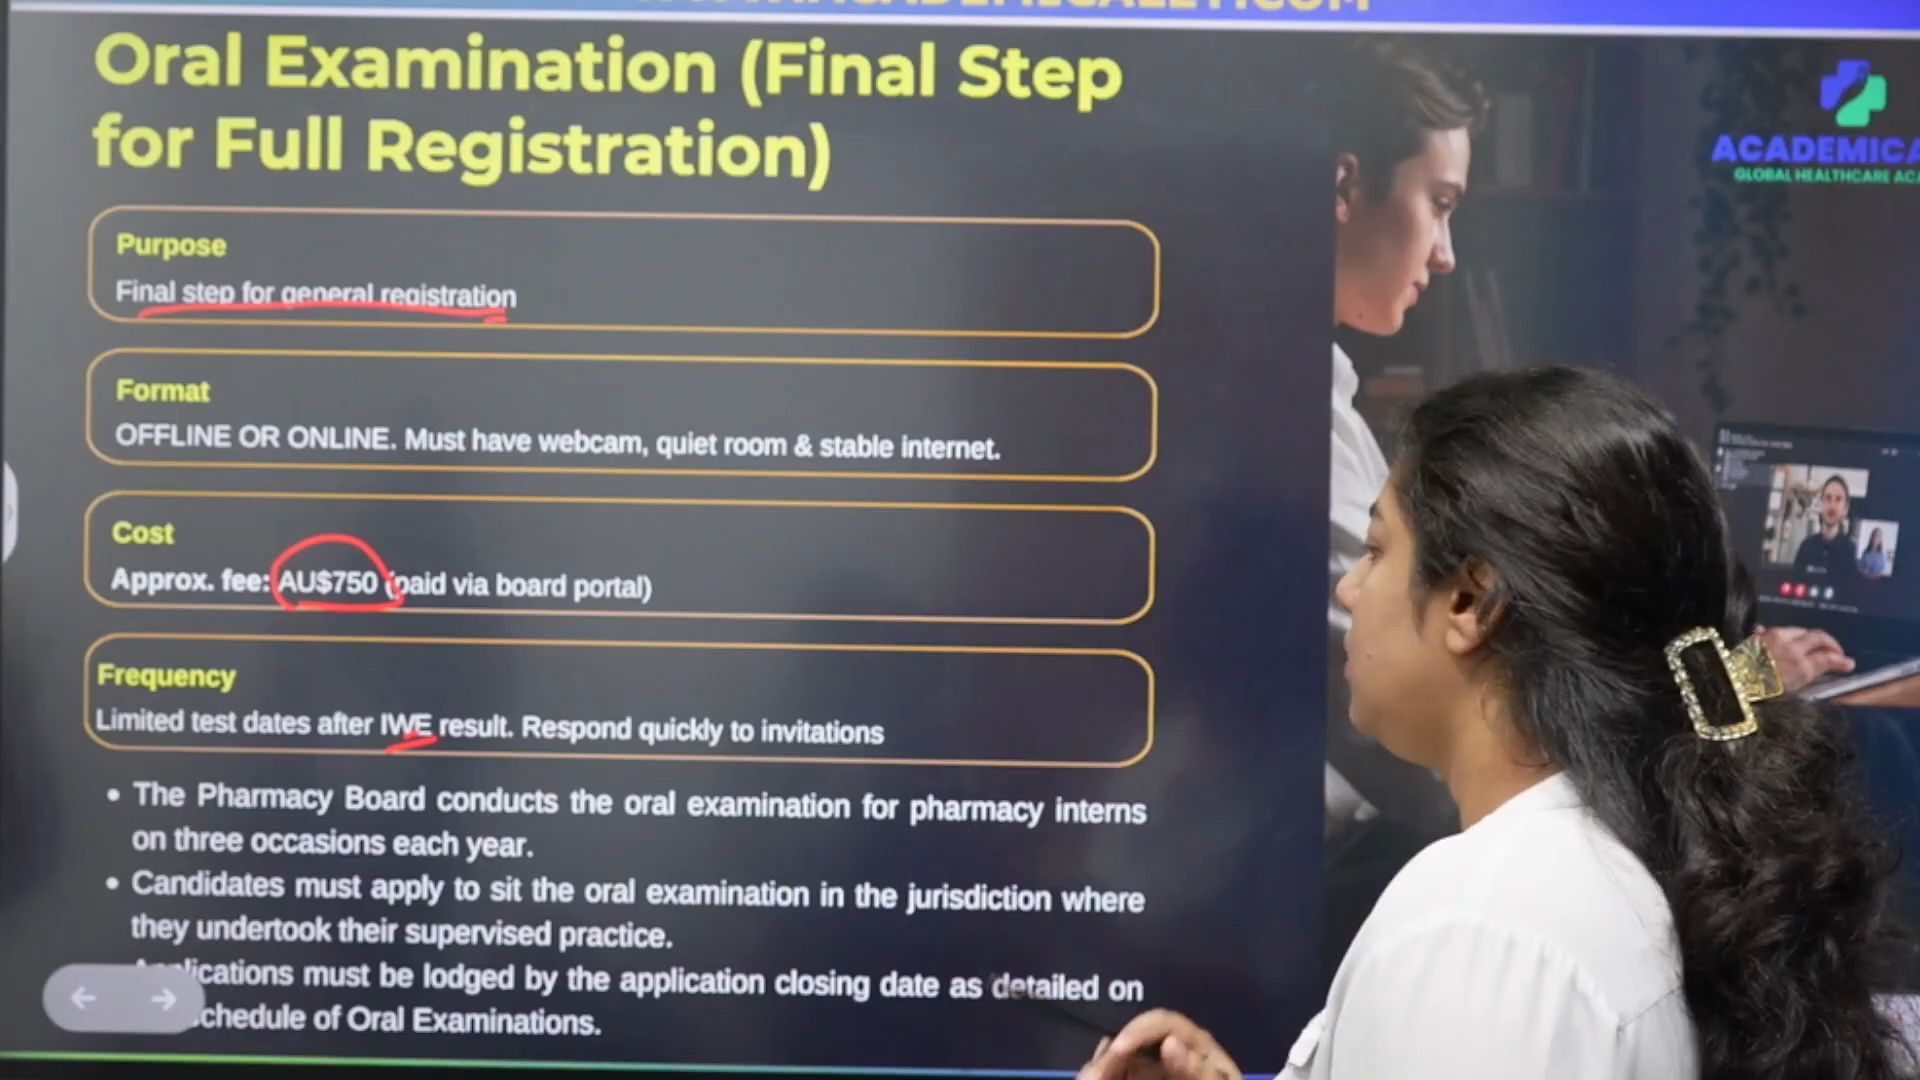 Oral Examination (Final Step
for Full Registration)
ACADEMICA
GLOBAL HEALTHCARE ACA
Purpose
Final step for general registration
Format
OFFLINE OR ONLINE. Must have webcam, quiet room & stable internet.
Cost
Approx. fee: AU$750 (paid via board portal)
Frequency
Limited test dates after IWE result. Respond quickly to invitations
• The Pharmacy Board conducts the oral examination for pharmacy interns
on three occasions each year.
• Candidates must apply to sit the oral examination in the jurisdiction where
they undertook their supervised practice.
must be lodged by the application closing date as detailed on
of Oral Examinations.